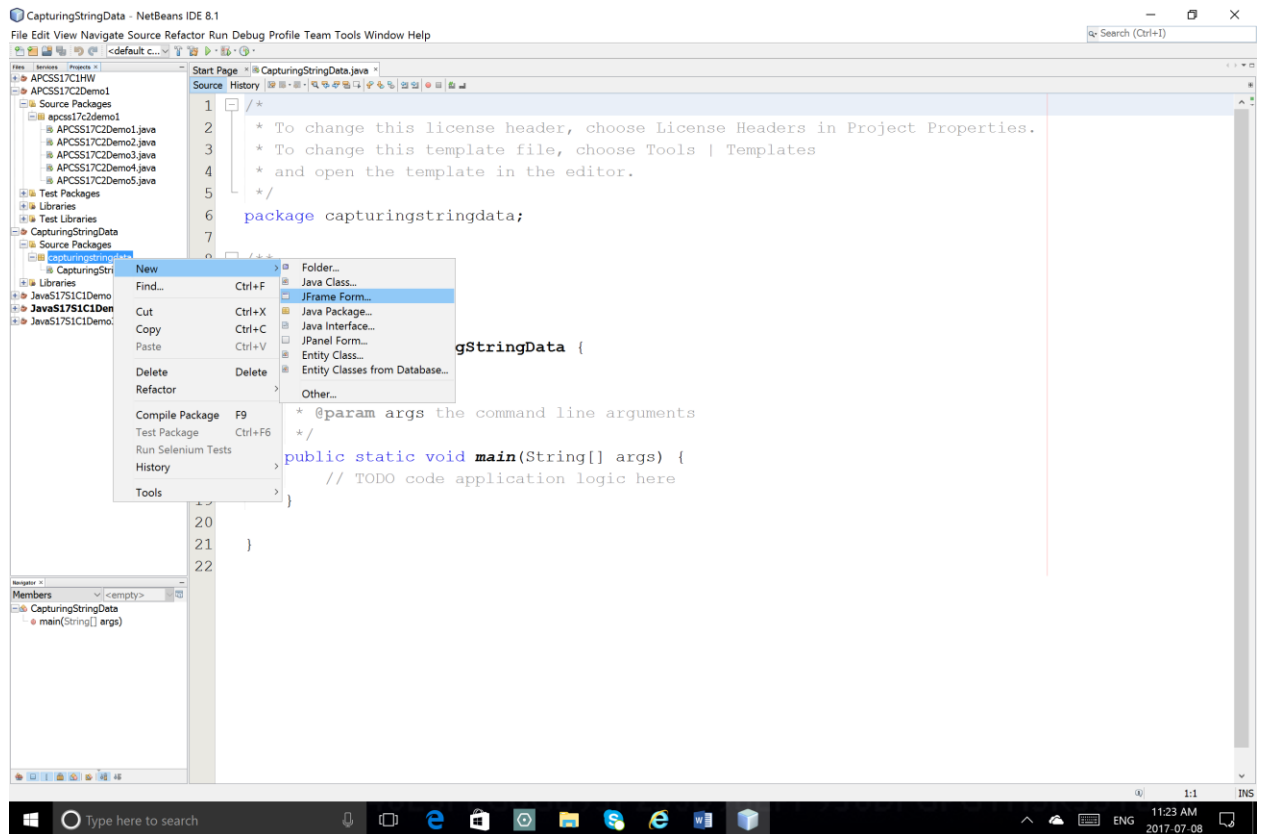 CapturingStringData - NetBeans IDE 8.1
File Edit View Navigate Source Refactor Run Debug Profile Team Tools Window Help
Search (Ctrl+I)
<default c...
Files Services Projects
Start Page CapturingStringData.java
Source History
APCSS17C1HW
APCSS17C2Demo1
Source Packages
apcss17c2demo1
APCSS17C2Demo1.java
APCSS17C2Demo2.java
APCSS17C2Demo3.java
APCSS17C2Demo4.java
APCSS17C2Demo5.java
Test Packages
Libraries
Test Libraries
CapturingStringData
Source Packages
capturingstringdata
CapturingStri
Libraries
JavaS17S1C1Demo
JavaS17S1C1Den
JavaS17S1C1Demo
1 /*
2 * To change this license header, choose License Headers in Project Properties.
3 * To change this template file, choose Tools | Templates
4 * and open the template in the editor.
5 */
6 package capturingstringdata;
7
/**
gStringData {
* @param args the command line arguments
*/
public static void main(String[] args) {
// TODO code application logic here
19 }
20
21 }
22
New
Find... Ctrl+F
Cut Ctrl+X
Copy Ctrl+C
Paste Ctrl+V
Delete Delete
Refactor
Compile Package F9
Test Package Ctrl+F6
Run Selenium Tests
History
Tools
Folder...
Java Class...
JFrame Form...
Java Package...
Java Interface...
JPanel Form...
Entity Class...
Entity Classes from Database...
Other...
Navigator
Members <empty>
CapturingStringData
main(String[] args)
1:1 INS
Type here to search
ENG
11:23 AM
2017-07-08